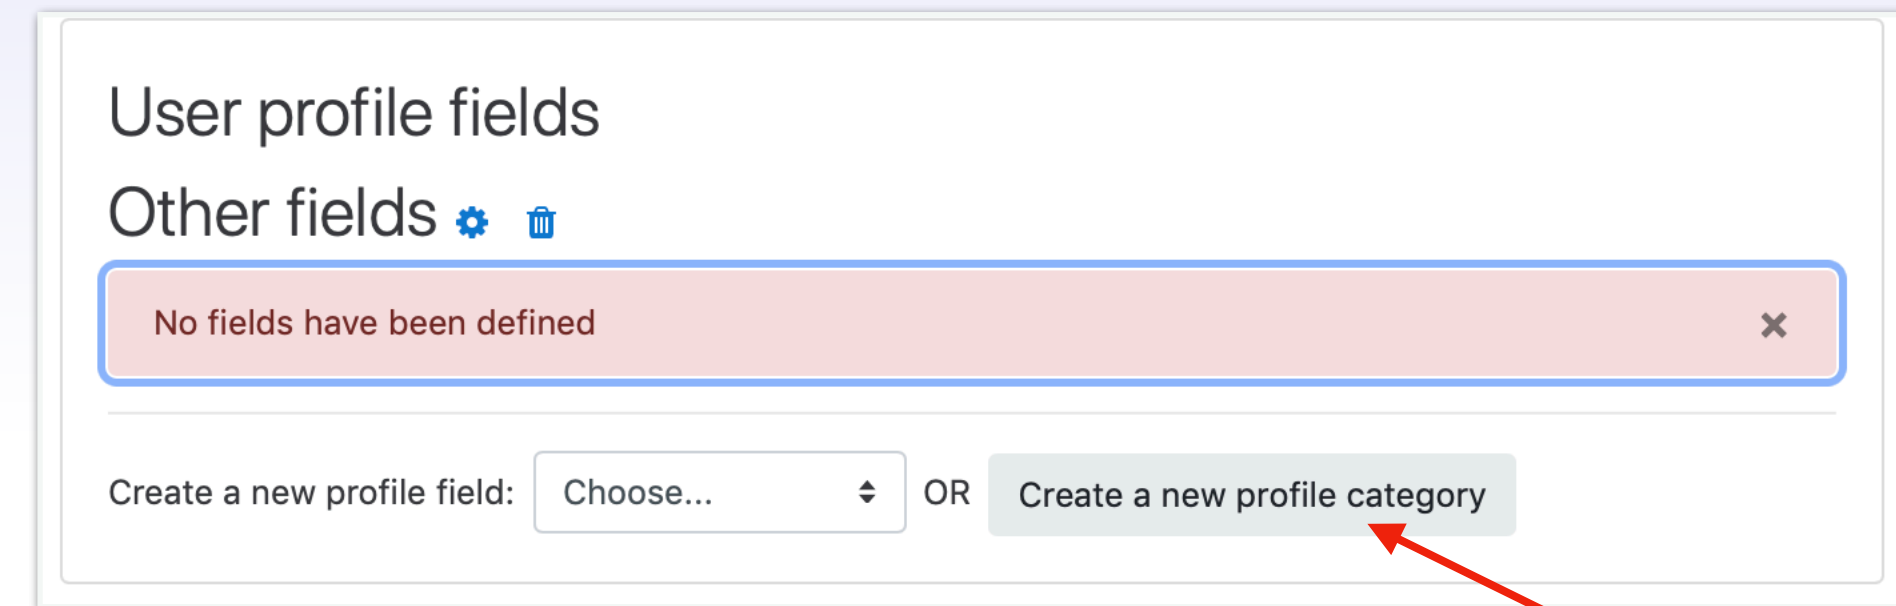 User profile fields
Other fields
No fields have been defined
Create a new profile field: Choose... OR Create a new profile category